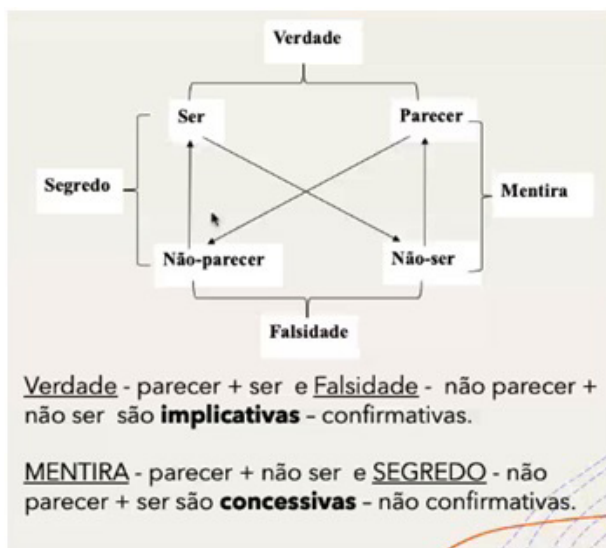 Verdade
Ser
Parecer
Segredo
Mentira
Não-parecer
Não-ser
Falsidade
Verdade - parecer + ser e Falsidade - não parecer +
não ser são implicativas – confirmativas.
MENTIRA - parecer + não ser e SEGREDO - não
parecer + ser são concessivas – não confirmativas.